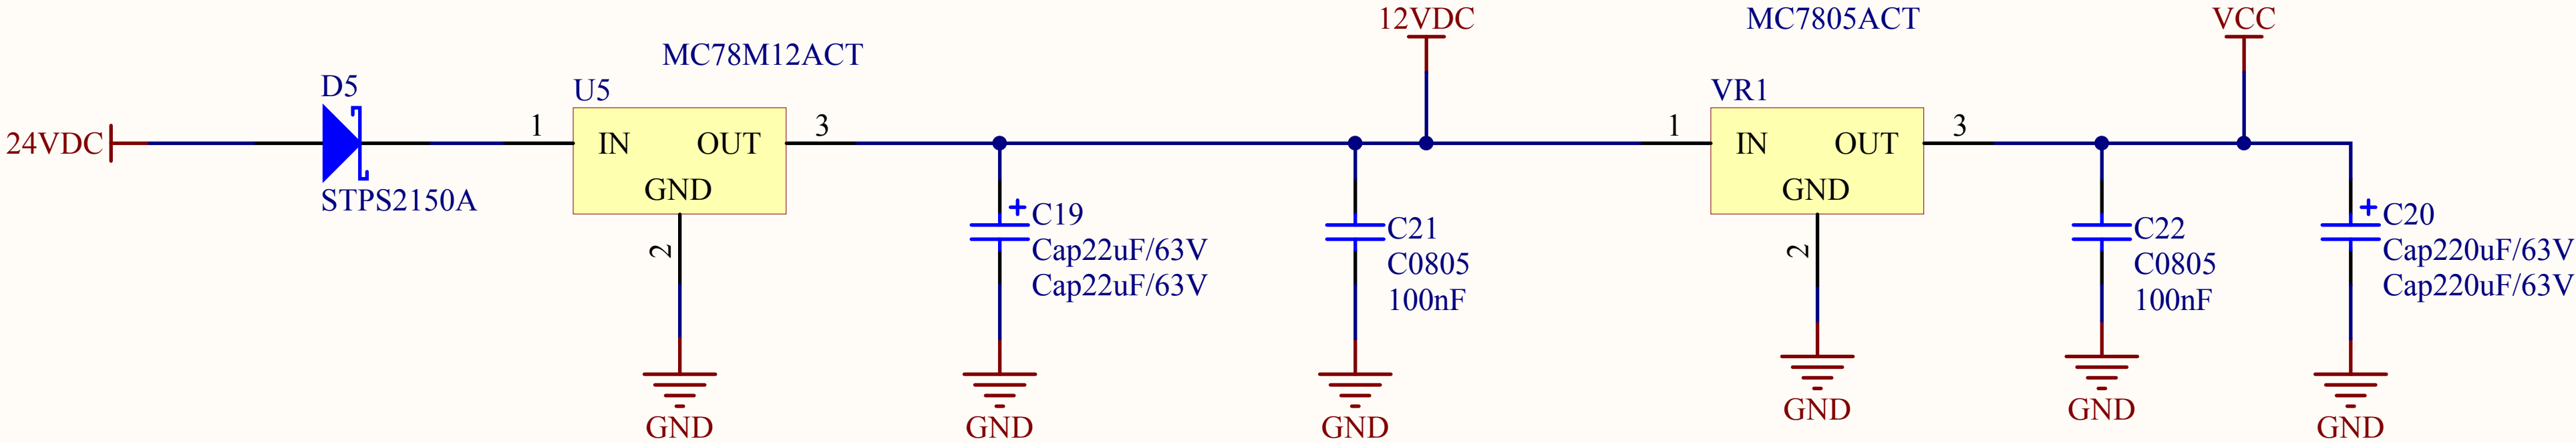 24VDC
D5
STPS2150A
MC78M12ACT
U5
1
IN
OUT
GND
3
2
GND
C19
Cap22uF/63V
Cap22uF/63V
GND
C21
C0805
100nF
GND
12VDC
MC7805ACT
VR1
1
IN
OUT
GND
3
2
GND
VCC
C22
C0805
100nF
GND
C20
Cap220uF/63V
Cap220uF/63V
GND